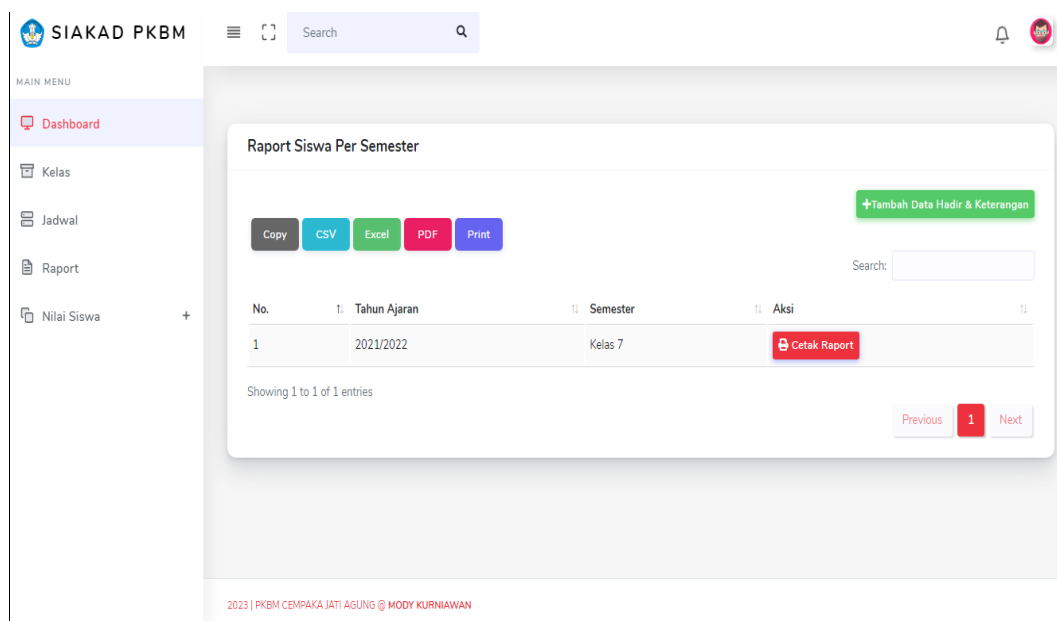 SIAKAD PKBM
Search
MAIN MENU
Dashboard
Kelas
Jadwal
Raport
Nilai Siswa +
Raport Siswa Per Semester
+Tambah Data Hadir & Keterangan
Copy CSV Excel PDF Print
Search:
No. Tahun Ajaran Semester Aksi
1 2021/2022 Kelas 7 Cetak Raport
Showing 1 to 1 of 1 entries
Previous 1 Next
2023 | PKBM CEMPAKA JATI AGUNG @ MODY KURNIAWAN